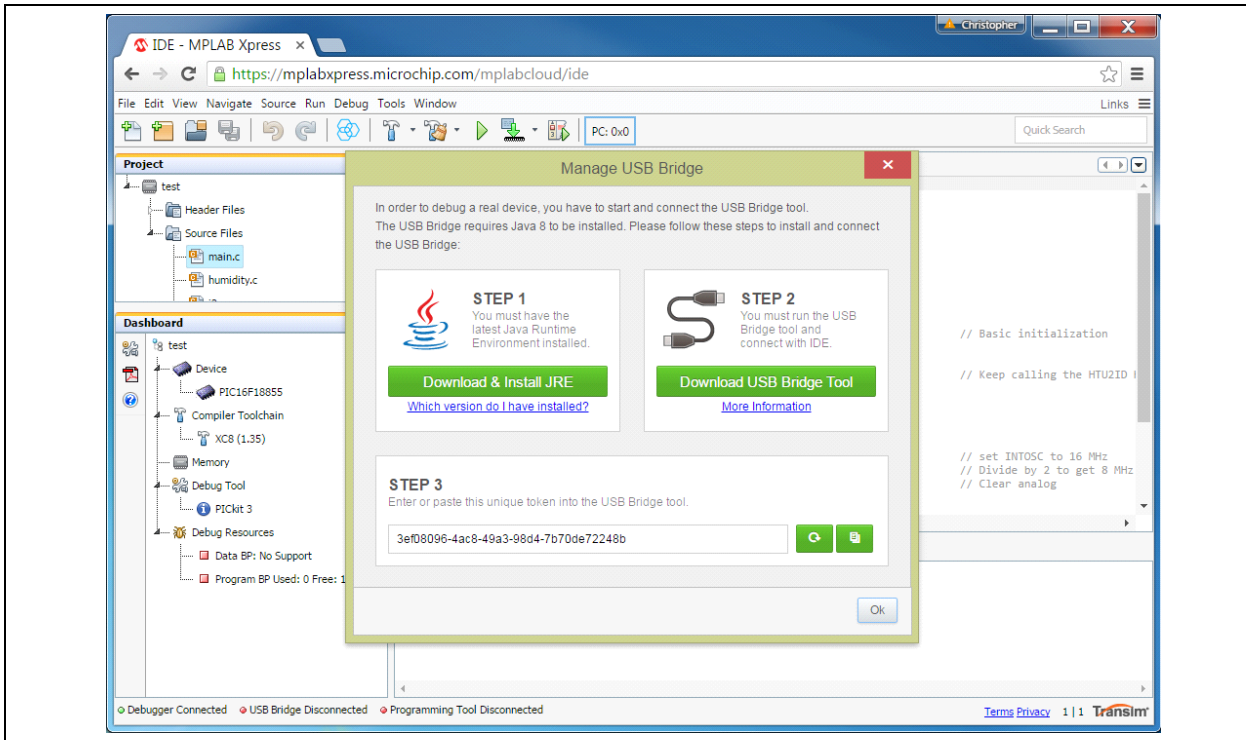 Christopher
IDE - MPLAB Xpress
https://mplabxpress.microchip.com/mplabcloud/ide
File Edit View Navigate Source Run Debug Tools Window
Links
PC: 0x0
Quick Search
Project
test
Header Files
Source Files
main.c
humidity.c
Dashboard
test
Device
PIC16F18855
Compiler Toolchain
XC8 (1.35)
Memory
Debug Tool
PICkit 3
Debug Resources
Data BP: No Support
Program BP Used: 0 Free: 1
Manage USB Bridge
In order to debug a real device, you have to start and connect the USB Bridge tool.
The USB Bridge requires Java 8 to be installed. Please follow these steps to install and connect
the USB Bridge:
STEP 1
You must have the
latest Java Runtime
Environment installed.
Download & Install JRE
Which version do I have installed?
STEP 2
You must run the USB
Bridge tool and
connect with IDE.
Download USB Bridge Tool
More Information
STEP 3
Enter or paste this unique token into the USB Bridge tool.
3ef08096-4ac8-49a3-98d4-7b70de72248b
Ok
// Basic initialization
// Keep calling the HTU2ID
// set INTOSC to 16 MHz
// Divide by 2 to get 8 MHz
// Clear analog
Debugger Connected USB Bridge Disconnected Programming Tool Disconnected
Terms Privacy 1 | 1 Transim